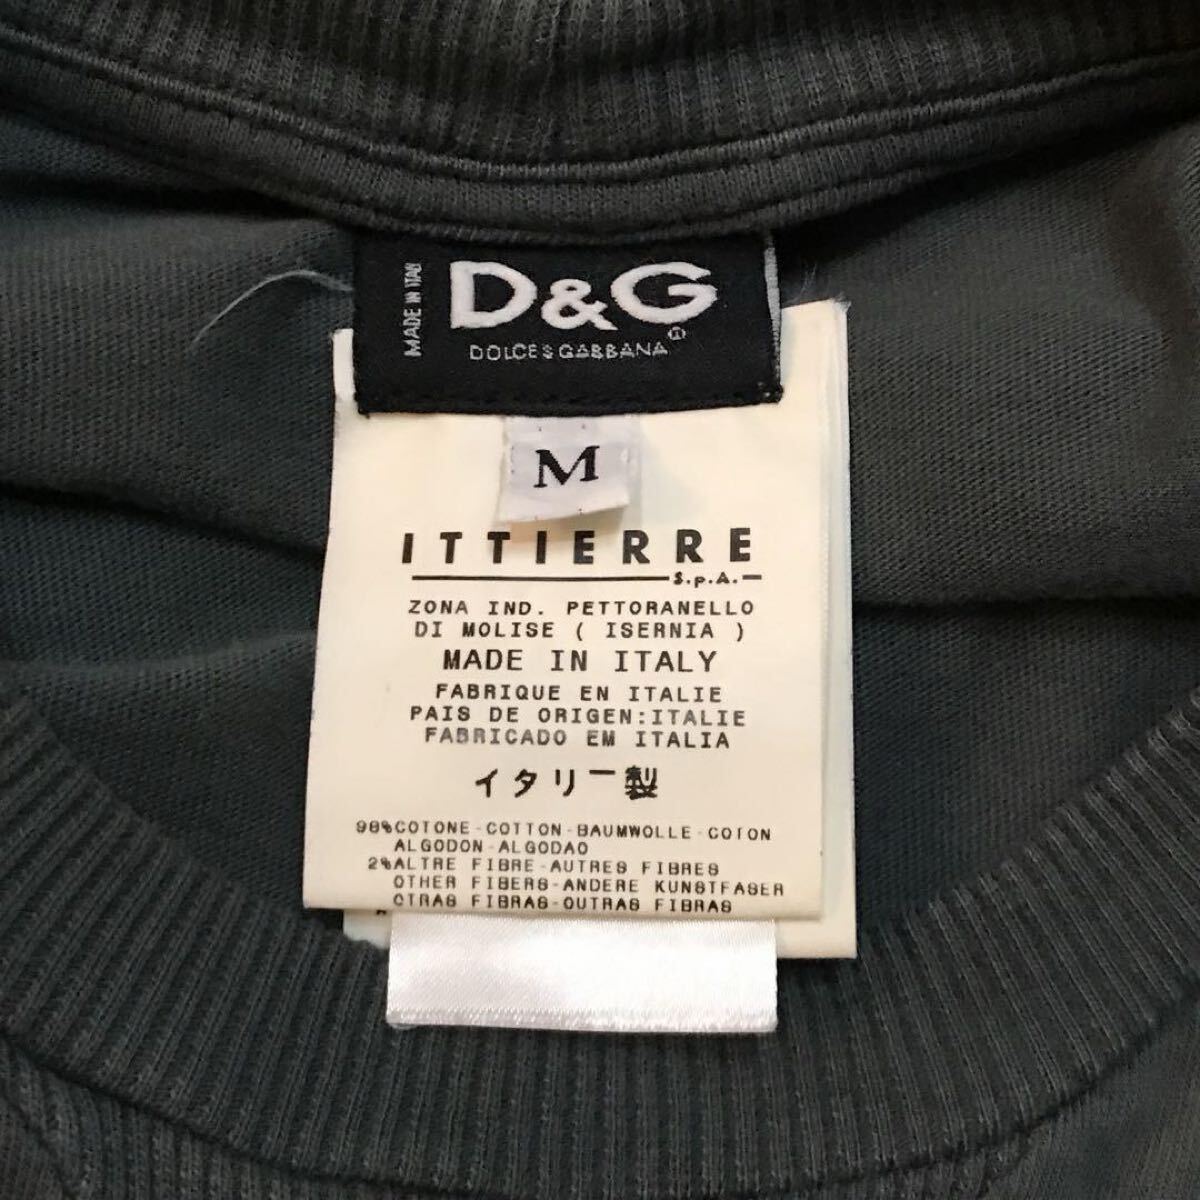 MADE IN ITALY
D&G
DOLCE & GABBANA
M
ITTIERRE
S.p.A.
ZONA IND. PETTORANELLO
DI MOLISE ( ISERNIA )
MADE IN ITALY
FABRIQUE EN ITALIE
PAIS DE ORIGEN:ITALIE
FABRICADO EM ITALIA
イタリー製
98%COTONE-COTTON-BAUMWOLLE-COTON
ALGODON-ALGODAO
2%ALTRE FIBRE-AUTRES FIBRES
OTHER FIBERS-ANDERE KUNSTFASER
OTRAS FIBRAS-OUTRAS FIBRAS